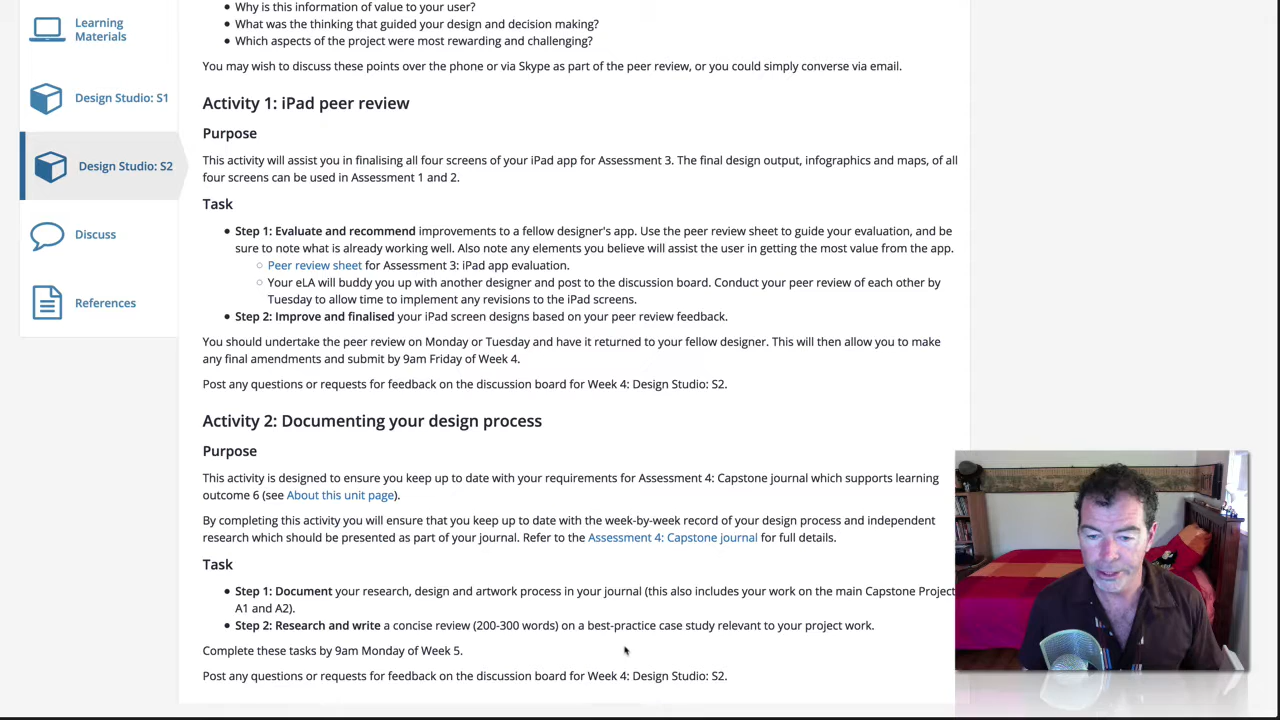 Why is this information of value to your user?
What was the thinking that guided your design and decision making?
Which aspects of the project were most rewarding and challenging?
You may wish to discuss these points over the phone or via Skype as part of the peer review, or you could simply converse via email.
Learning
Materials
Design Studio: S1
Design Studio: S2
Discuss
References
Activity 1: iPad peer review
Purpose
This activity will assist you in finalising all four screens of your iPad app for Assessment 3. The final design output, infographics and maps, of all
four screens can be used in Assessment 1 and 2.
Task
Step 1: Evaluate and recommend improvements to a fellow designer's app. Use the peer review sheet to guide your evaluation, and be
sure to note what is already working well. Also note any elements you believe will assist the user in getting the most value from the app.
Peer review sheet for Assessment 3: iPad app evaluation.
Your eLA will buddy you up with another designer and post to the discussion board. Conduct your peer review of each other by
Tuesday to allow time to implement any revisions to the iPad screens.
Step 2: Improve and finalised your iPad screen designs based on your peer review feedback.
You should undertake the peer review on Monday or Tuesday and have it returned to your fellow designer. This will then allow you to make
any final amendments and submit by 9am Friday of Week 4.
Post any questions or requests for feedback on the discussion board for Week 4: Design Studio: S2.
Activity 2: Documenting your design process
Purpose
This activity is designed to ensure you keep up to date with your requirements for Assessment 4: Capstone journal which supports learning
outcome 6 (see About this unit page).
By completing this activity you will ensure that you keep up to date with the week-by-week record of your design process and independent
research which should be presented as part of your journal. Refer to the Assessment 4: Capstone journal for full details.
Task
Step 1: Document your research, design and artwork process in your journal (this also includes your work on the main Capstone Project
A1 and A2).
Step 2: Research and write a concise review (200-300 words) on a best-practice case study relevant to your project work.
Complete these tasks by 9am Monday of Week 5.
Post any questions or requests for feedback on the discussion board for Week 4: Design Studio: S2.